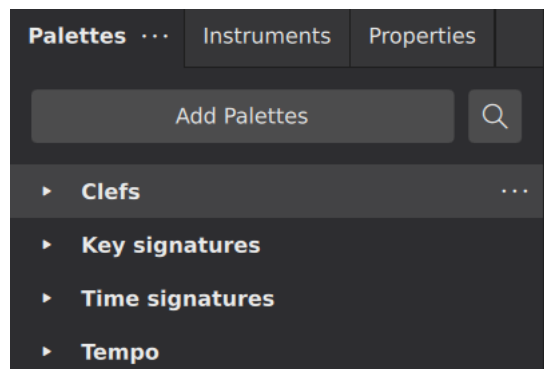 Palettes ··· Instruments Properties
Add Palettes
Clefs ···
Key signatures
Time signatures
Tempo